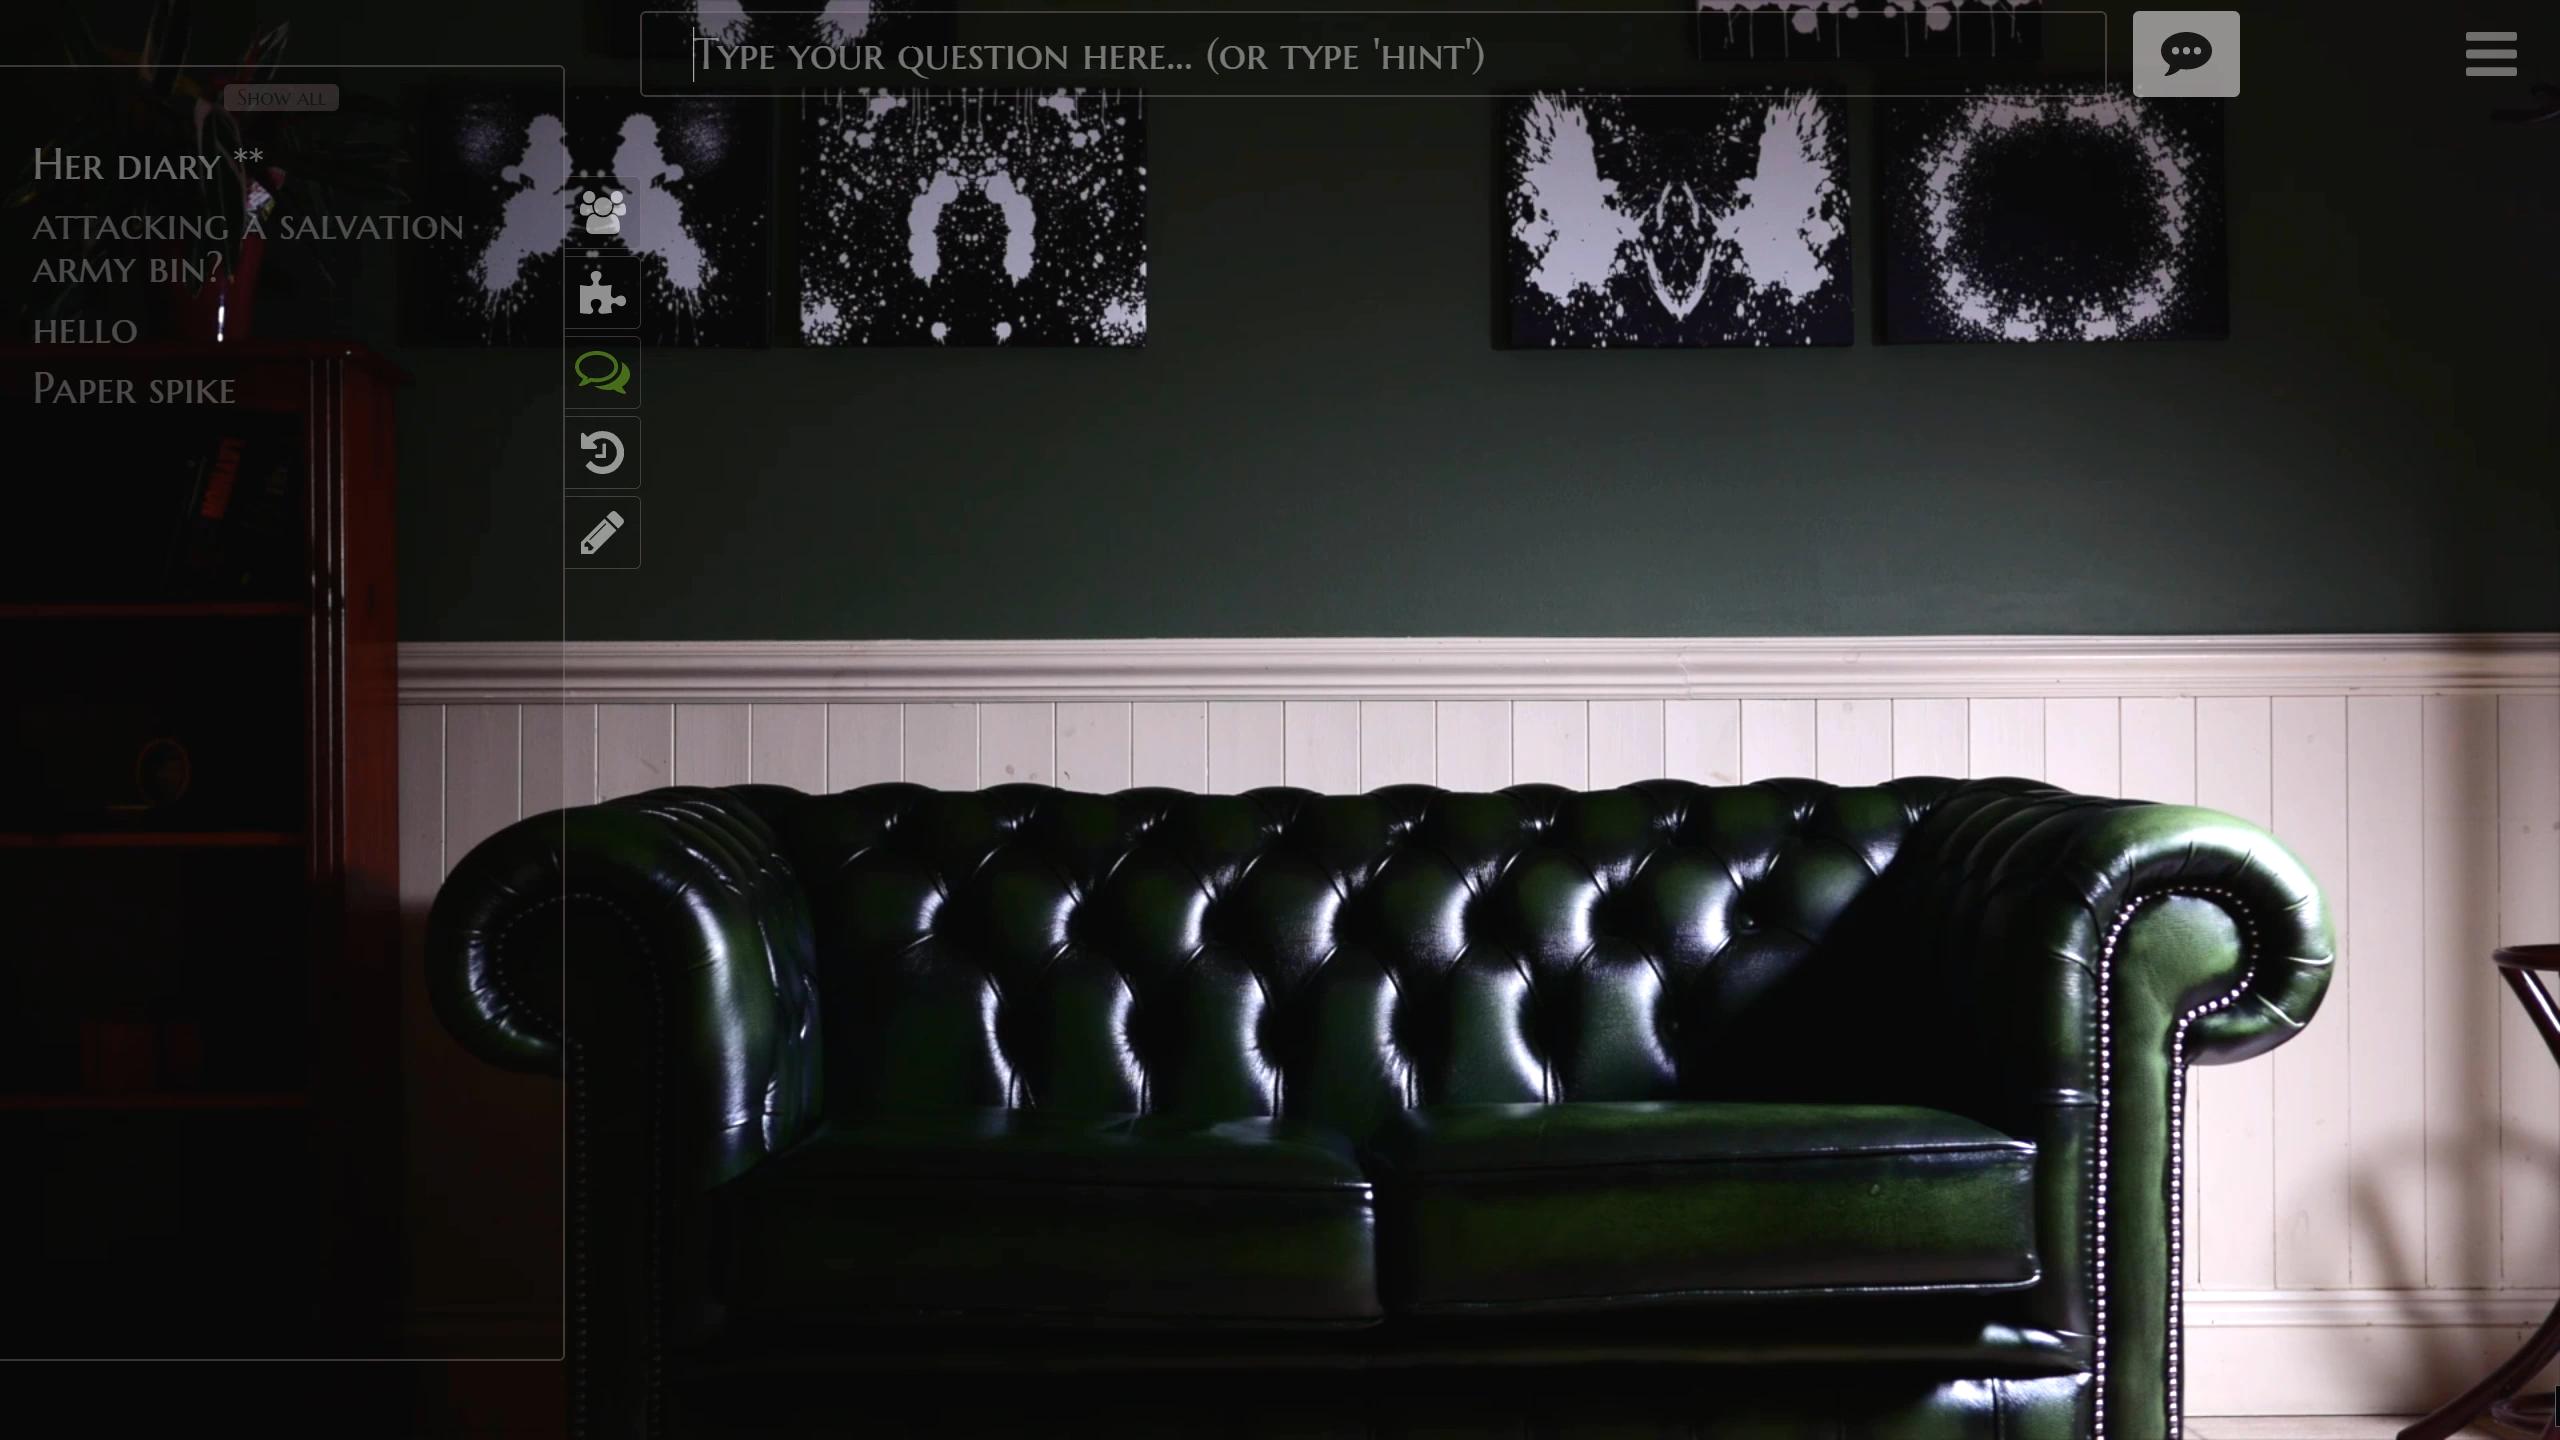 Type your question here... (or type 'hint')
Show all
Her diary **
attacking a salvation
army bin?
hello
Paper spike